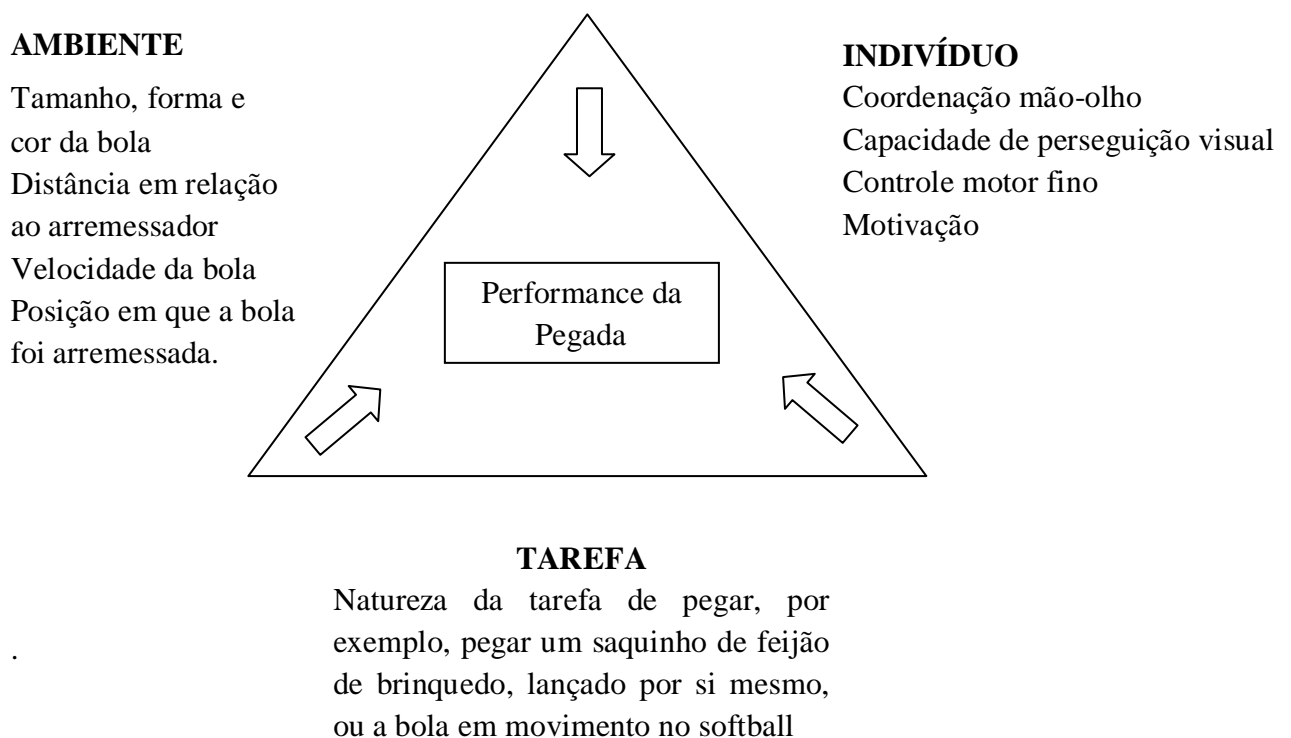 AMBIENTE
Tamanho, forma e
cor da bola
Distância em relação
ao arremessador
Velocidade da bola
Posição em que a bola
foi arremessada.
INDIVÍDUO
Coordenação mão-olho
Capacidade de perseguição visual
Controle motor fino
Motivação
Performance da
Pegada
TAREFA
Natureza da tarefa de pegar, por
exemplo, pegar um saquinho de feijão
de brinquedo, lançado por si mesmo,
ou a bola em movimento no softball
.